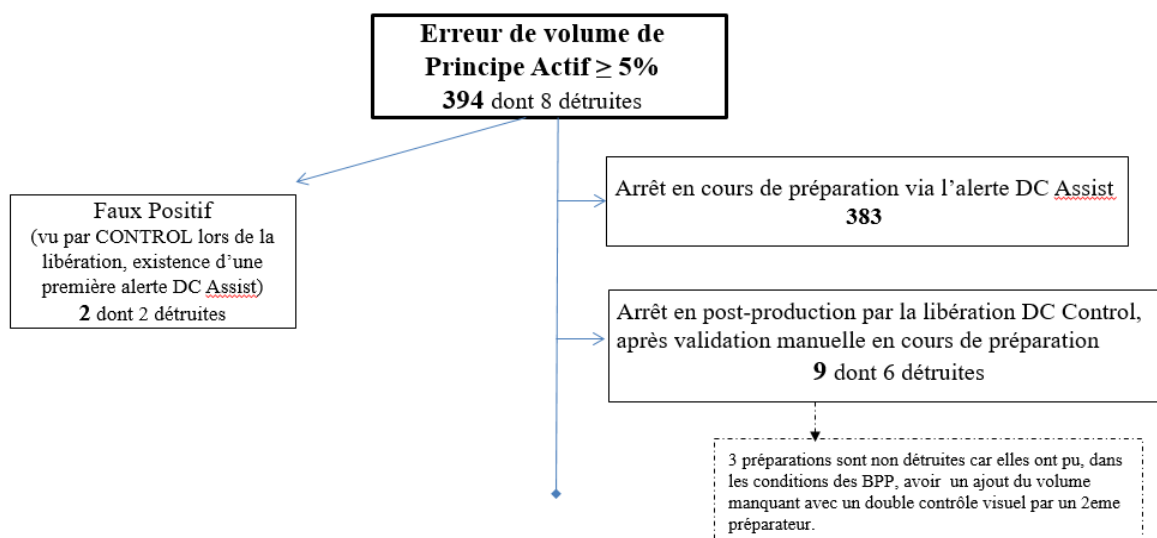 Erreur de volume de
Principe Actif ≥ 5%
394 dont 8 détruites
Arrêt en cours de préparation via l’alerte DC Assist
383
Faux Positif
(vu par CONTROL lors de la
libération, existence d’une
première alerte DC Assist)
2 dont 2 détruites
Arrêt en post-production par la libération DC Control,
après validation manuelle en cours de préparation
9 dont 6 détruites
3 préparations sont non détruites car elles ont pu, dans
les conditions des BPP, avoir un ajout du volume
manquant avec un double contrôle visuel par un 2eme
préparateur.